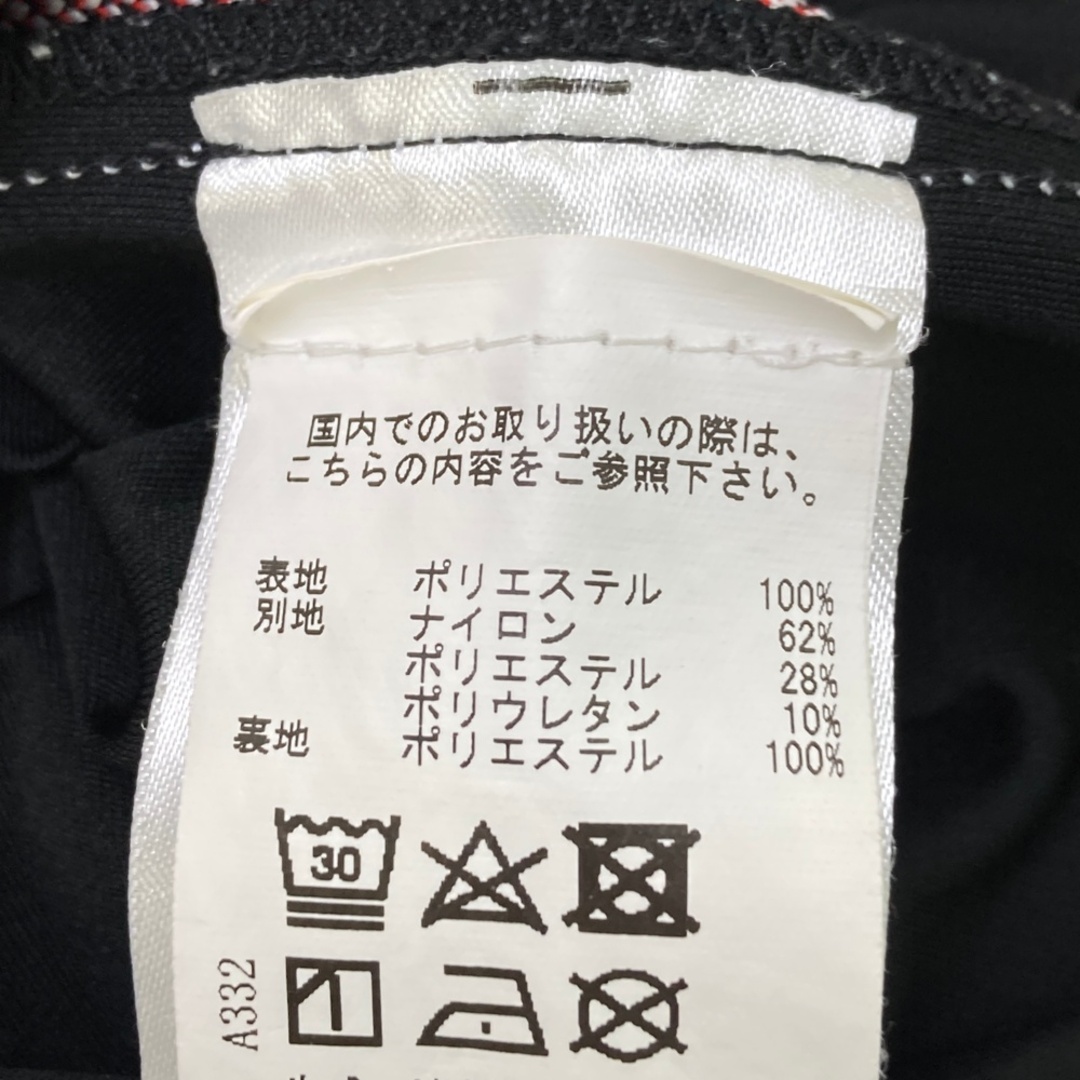 国内でのお取り扱いの際は、
こちらの内容をご参照下さい。
表地 ポリエステル 100%
別地 ナイロン 62%
ポリエステル 28%
ポリウレタン 10%
裏地 ポリエステル 100%
30
A332